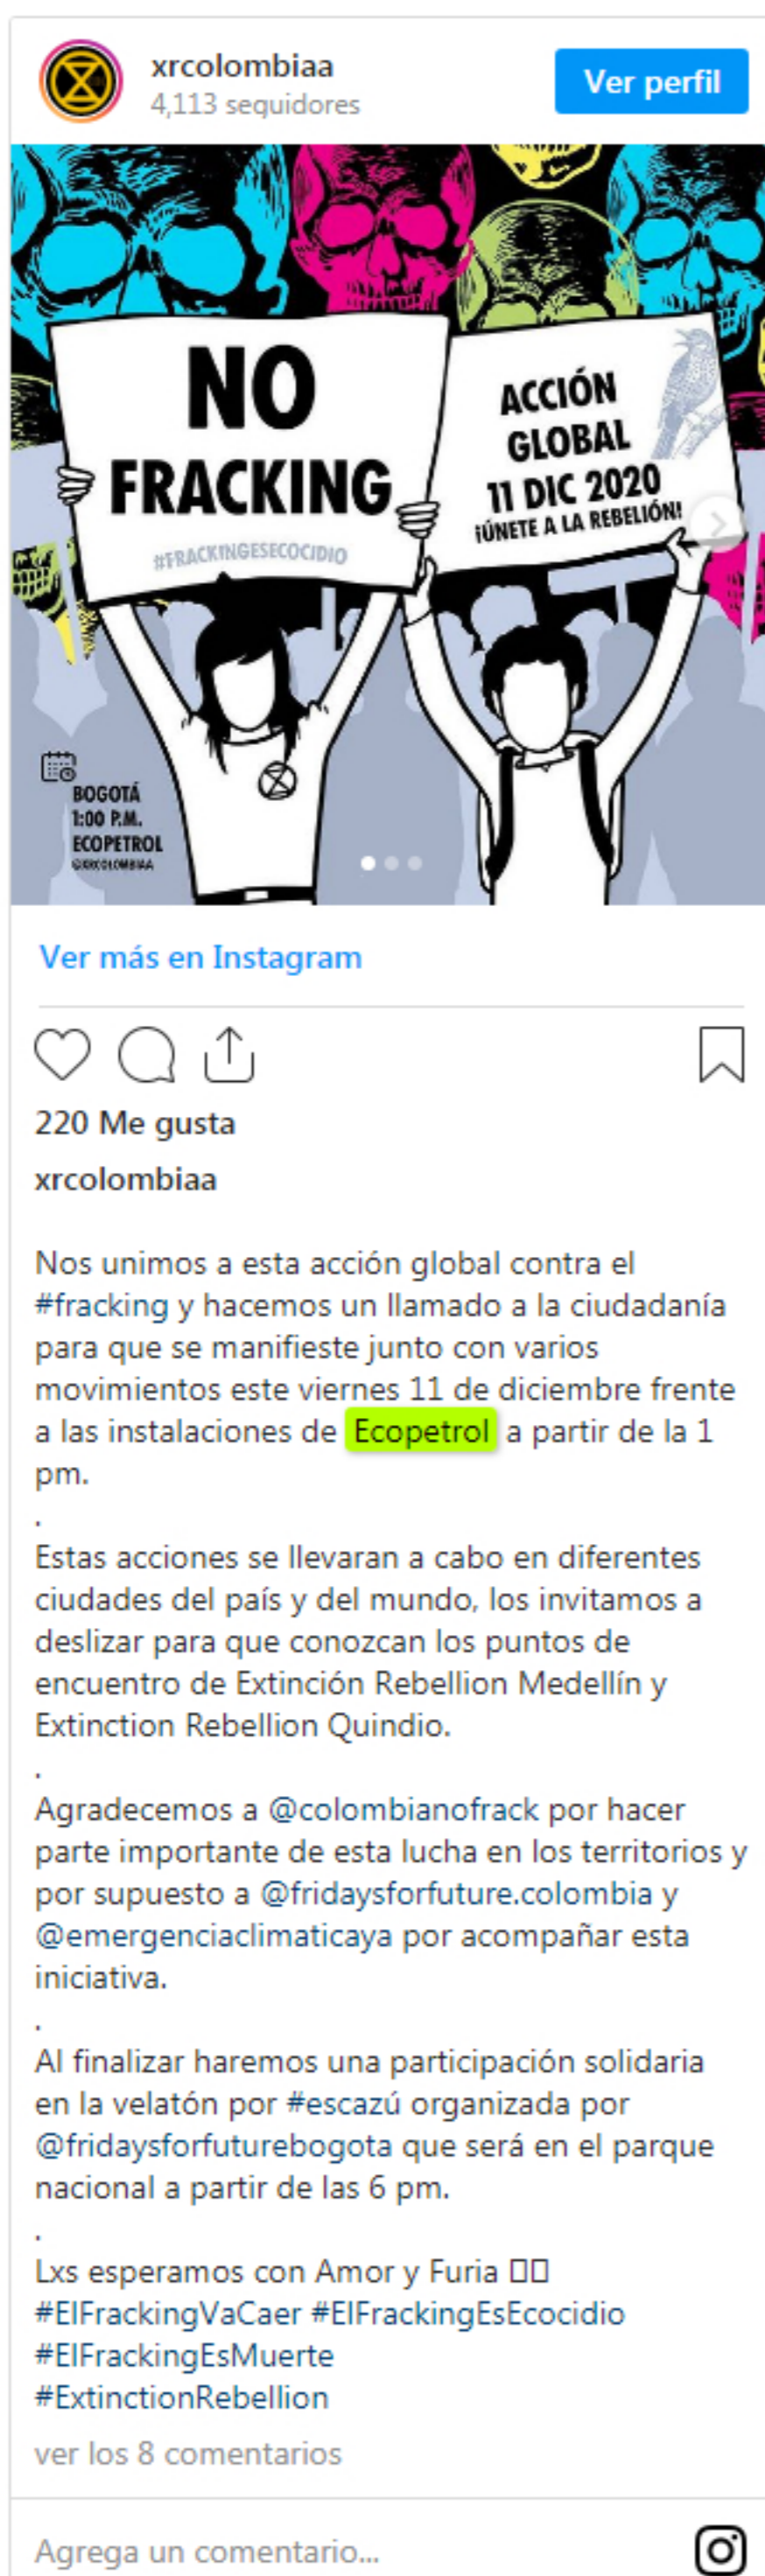 xrcolombiaa
4,113 seguidores
Ver perfil
NO
FRACKING
#FRACKINGESECOCIDIO
ACCIÓN
GLOBAL
11 DIC 2020
¡ÚNETE A LA REBELIÓN!
BOGOTÁ
1:00 P.M.
ECOPETROL
@XRCOLOMBIAA
Ver más en Instagram
220 Me gusta
xrcolombiaa
Nos unimos a esta acción global contra el
#fracking y hacemos un llamado a la ciudadanía
para que se manifieste junto con varios
movimientos este viernes 11 de diciembre frente
a las instalaciones de Ecopetrol a partir de la 1
pm.
.
Estas acciones se llevaran a cabo en diferentes
ciudades del país y del mundo, los invitamos a
deslizar para que conozcan los puntos de
encuentro de Extinción Rebellion Medellín y
Extinction Rebellion Quindio.
.
Agradecemos a @colombianofrack por hacer
parte importante de esta lucha en los territorios y
por supuesto a @fridaysforfuture.colombia y
@emergenciaclimaticaya por acompañar esta
iniciativa.
.
Al finalizar haremos una participación solidaria
en la velatón por #escazú organizada por
@fridaysforfuturebogota que será en el parque
nacional a partir de las 6 pm.
.
Lxs esperamos con Amor y Furia
#ElFrackingVaCaer #ElFrackingEsEcocidio
#ElFrackingEsMuerte
#ExtinctionRebellion
ver los 8 comentarios
Agrega un comentario...